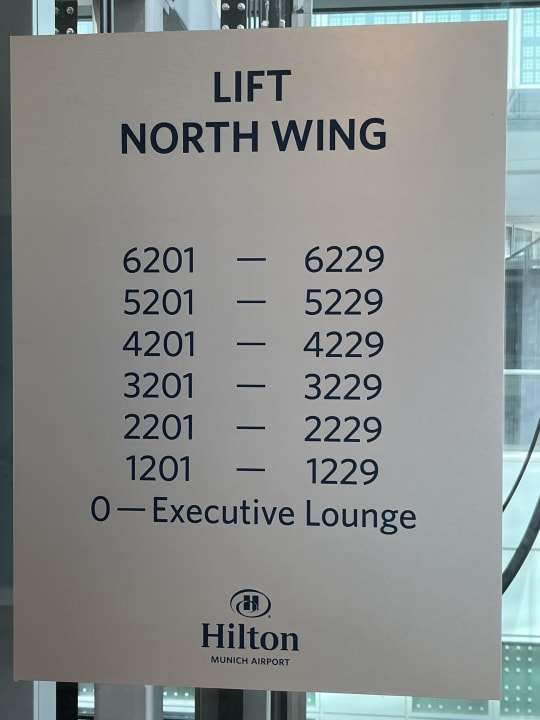 LIFT
NORTH WING
6201 — 6229
5201 — 5229
4201 — 4229
3201 — 3229
2201 — 2229
1201 — 1229
0 — Executive Lounge
H
Hilton
MUNICH AIRPORT